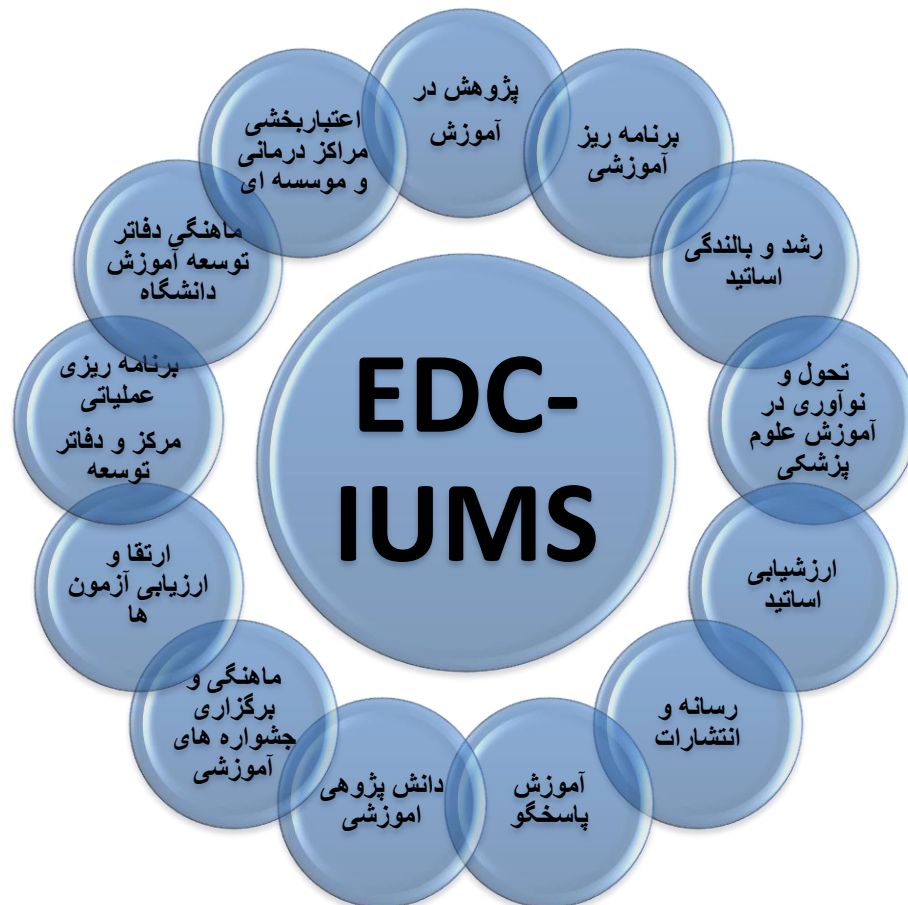 پژوهش در
آموزش
برنامه ریز
آموزشی
رشد و بالندگی
اساتید
تحول و
نوآوری در
آموزش علوم
پزشکی
ارزشیابی
اساتید
رسانه و
انتشارات
آموزش
پاسخگو
دانش پژوهی
اموزشی
ماهنگی و
برگزاری
جشواره های
آموزشی
ارتقا و
ارزیابی آزمون
ها
برنامه ریزی
عملیاتی
مرکز و دفاتر
توسعه
ماهنگی دفاتر
توسعه آموزش
دانشگاه
اعتباربخشی
مراکز درمانی
و موسسه ای
EDC-
IUMS